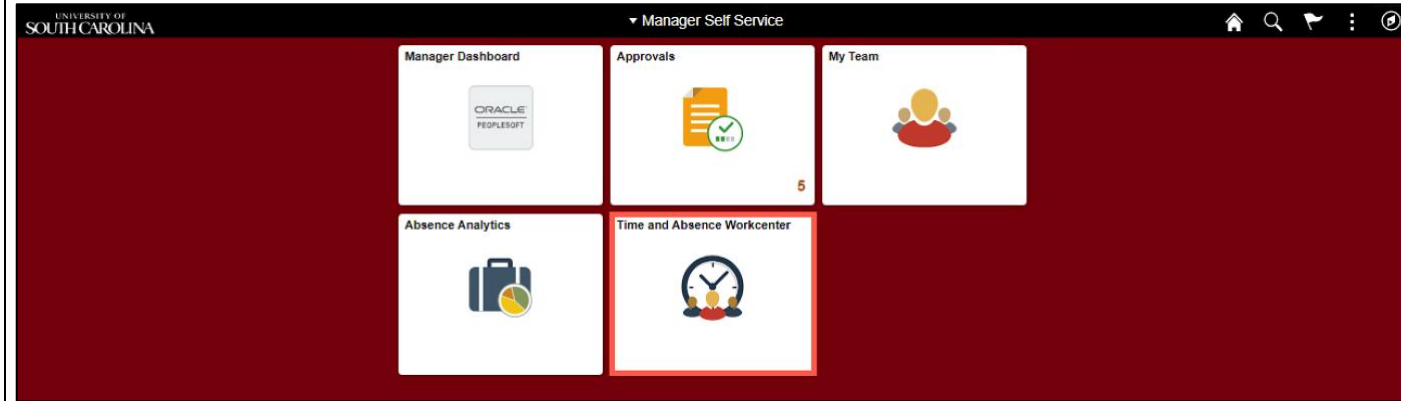 UNIVERSITY OF
SOUTH CAROLINA
Manager Self Service
Manager Dashboard
Approvals
My Team
ORACLE
PEOPLESOFT
5
Absence Analytics
Time and Absence Workcenter